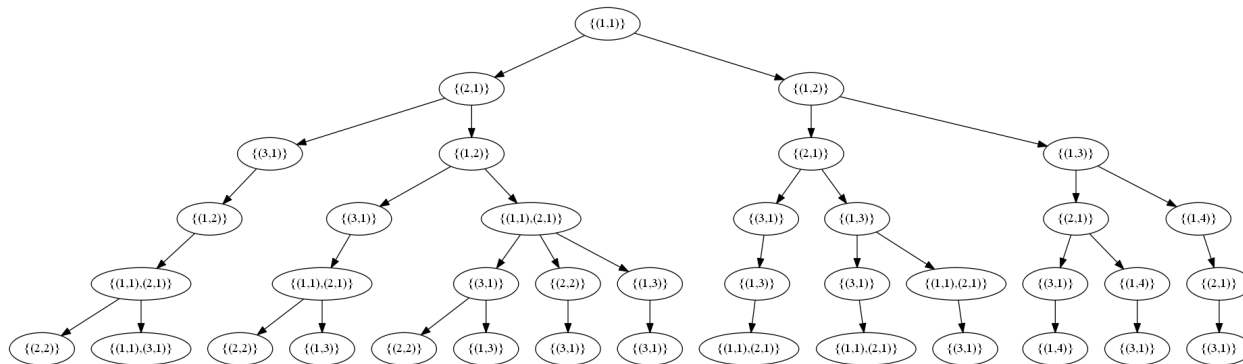 {(1,1)}
{(2,1)} {(1,2)}
{(3,1)} {(1,2)} {(2,1)} {(1,3)}
{(1,2)} {(3,1)} {(1,1),(2,1)} {(3,1)} {(1,3)} {(2,1)} {(1,4)}
{(1,1),(2,1)} {(1,1),(2,1)} {(3,1)} {(2,2)} {(1,3)} {(1,3)} {(3,1)} {(1,1),(2,1)} {(3,1)} {(1,4)} {(2,1)}
{(2,2)} {(1,1),(3,1)} {(2,2)} {(1,3)} {(2,2)} {(1,3)} {(3,1)} {(3,1)} {(1,1),(2,1)} {(1,1),(2,1)} {(3,1)} {(1,4)} {(3,1)} {(3,1)}